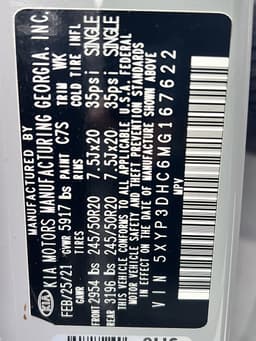 MANUFACTURED BY
KIA KIA MOTORS MANUFACTURING GEORGIA, INC.
FEB/25/21 GVWR 5917 lbs PAINT C7S TRIM WK
GAWR TIRES RIMS COLD TIRE INFL
FRONT 2954 lbs 245/50R20 7.5Jx20 35psi SINGLE
REAR 3196 lbs 245/50R20 7.5Jx20 35psi SINGLE
THIS VEHICLE CONFORMS TO ALL APPLICABLE U.S.A FEDERAL
MOTOR VEHICLE SAFETY AND THEFT PREVENTION STANDARDS
IN EFFECT ON THE DATE OF MANUFACTURE SHOWN ABOVE
VIN 5XYP3DHC6MG167622
MPV